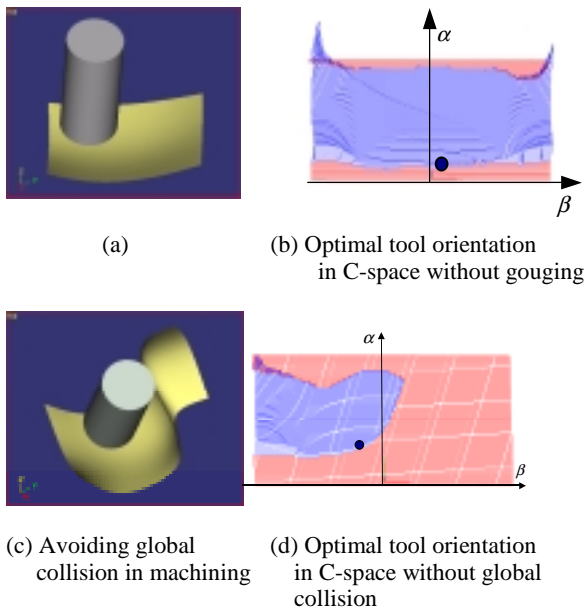 α
β
(a)
(b) Optimal tool orientation
in C-space without gouging
α
β
(c) Avoiding global
collision in machining
(d) Optimal tool orientation
in C-space without global
collision